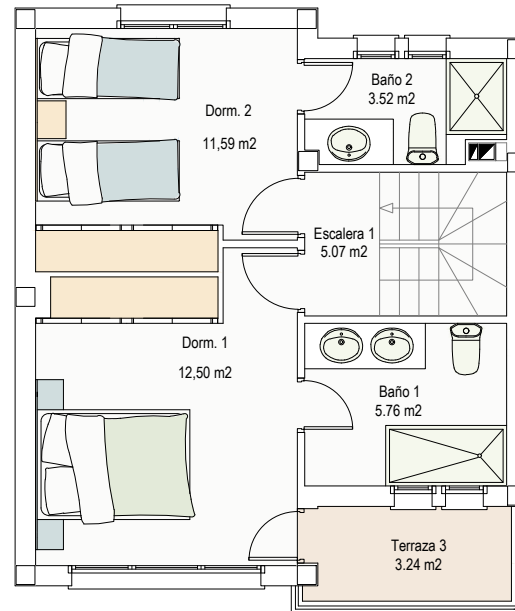 Baño 2
3.52 m2
Dorm. 2
11,59 m2
Escalera 1
5.07 m2
Dorm. 1
12,50 m2
Baño 1
5.76 m2
Terraza 3
3.24 m2